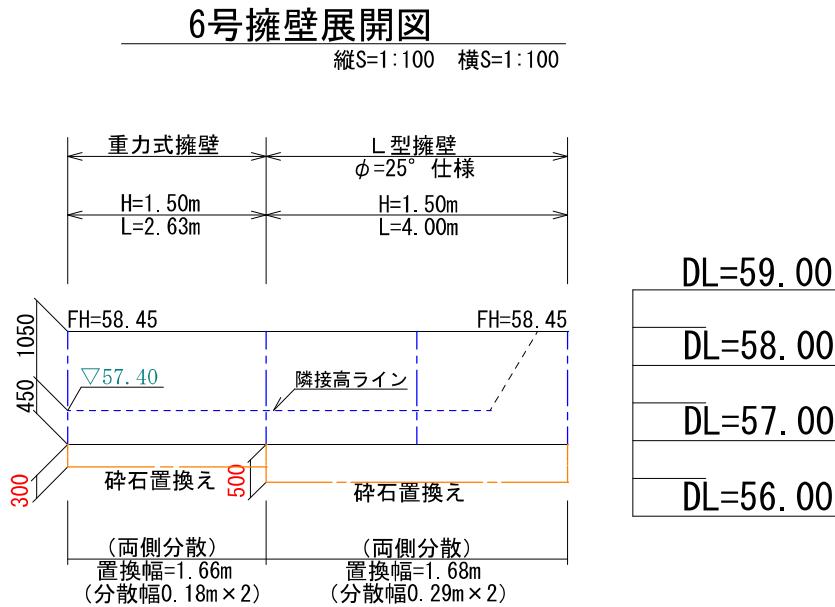 6号擁壁展開図
縦S=1:100 横S=1:100
重力式擁壁
L型擁壁
φ=25° 仕様
H=1.50m
L=2.63m
H=1.50m
L=4.00m
DL=59.00
FH=58.45
FH=58.45
1050
DL=58.00
▽57.40
隣接高ライン
450
DL=57.00
300
砕石置換え
500
砕石置換え
DL=56.00
(両側分散)
置換幅=1.66m
(分散幅0.18m×2)
(両側分散)
置換幅=1.68m
(分散幅0.29m×2)